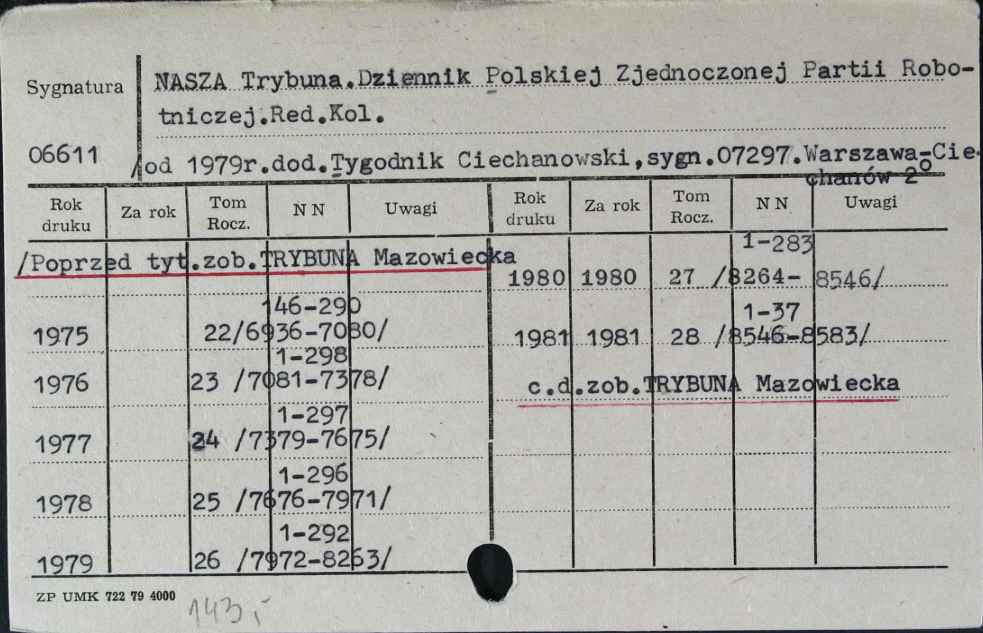 NASZA Trybuna.Dziennik Polskiej Zjednoczonej Partii Robo-
Sygnatura
tniczej.Red.Kol.
06611
/od 1979r.dod.Tygodnik Ciechanowski,sygn.07297.Warszawa-Cie-
chanów 2°
Rok druku | Za rok | Tom Rocz. | N N | Uwagi | Rok druku | Za rok | Tom Rocz. | N N | Uwagi
/Poprzed tyt.zob.TRYBUNA Mazowiecka
1-283
1980 1980 27 /8264- 8546/
146-290
1975 22/6936-7080/
1-37
1981 1981 28 /8546-8583/
1-298
1976 23 /7081-7378/
c.d.zob.TRYBUNA Mazowiecka
1-297
1977 24 /7379-7675/
1-296
1978 25 /7676-7971/
1-292
1979 26 /7972-8263/
ZP UMK 722 79 4000
143,-